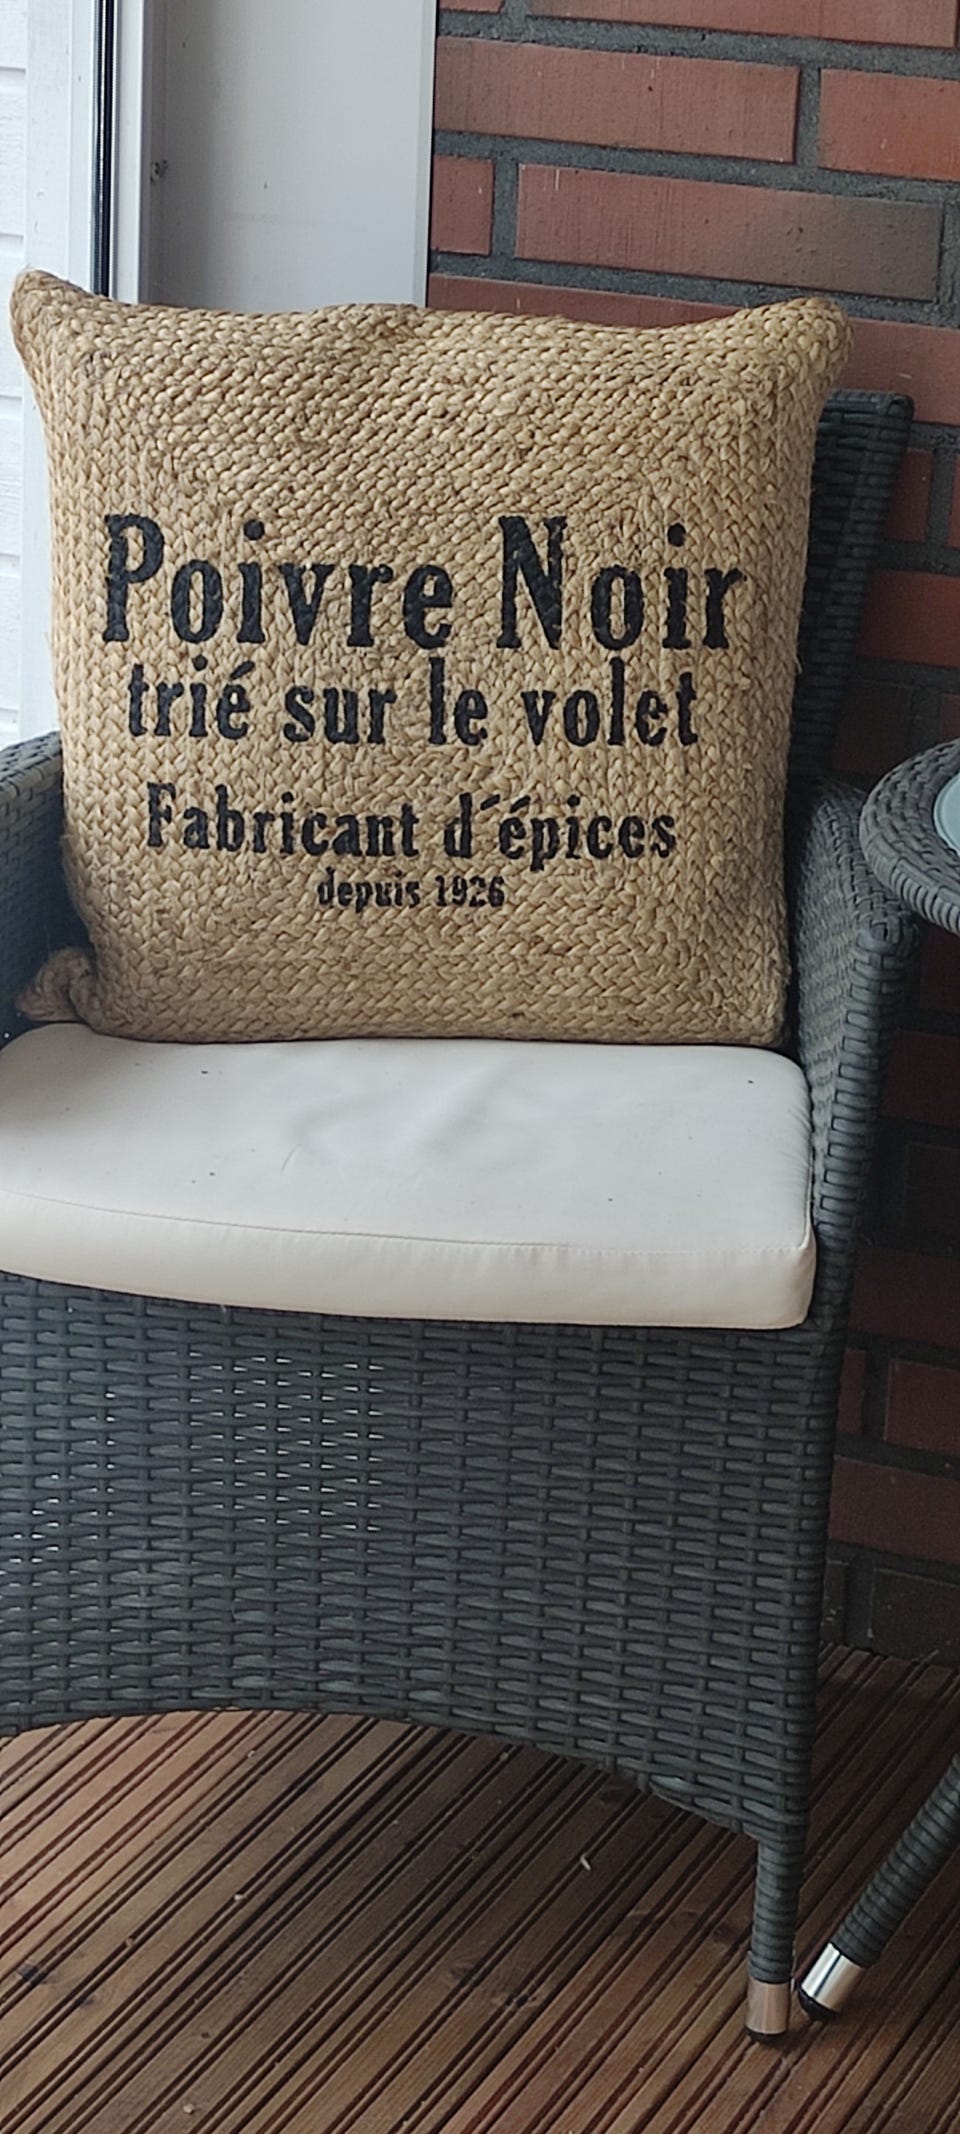 Poivre Noir
trié sur le volet
Fabricant d´épices
depuis 1926